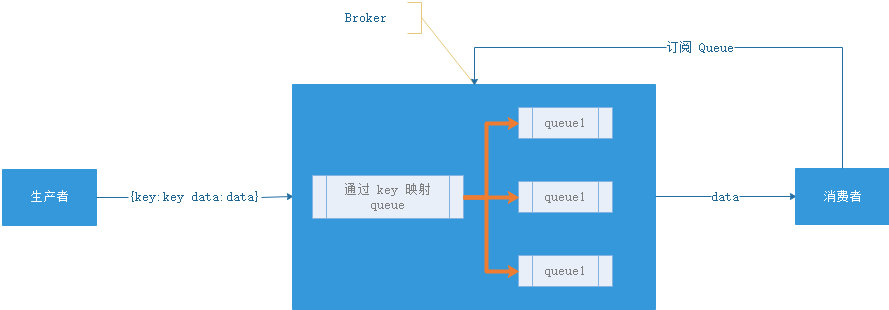 Broker
订阅 Queue
queue1
生产者
{key:key data:data}
通过 key 映射
queue
queue1
data
消费者
queue1